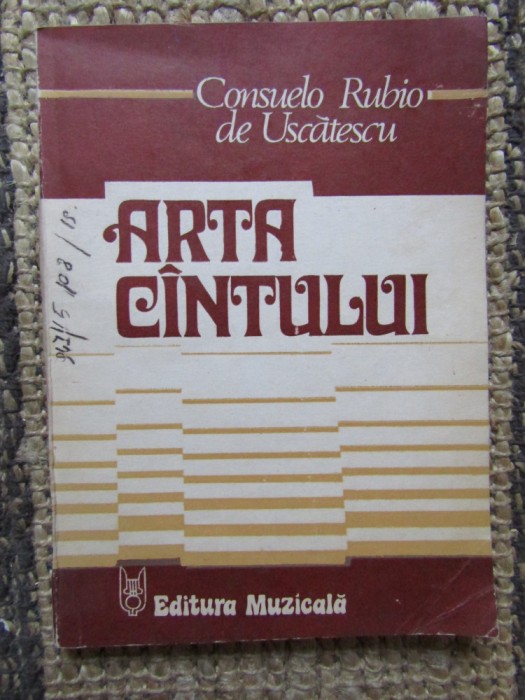 Consuelo Rubio
de Uscătescu
ARTA
CÎNTULUI
Editura Muzicală